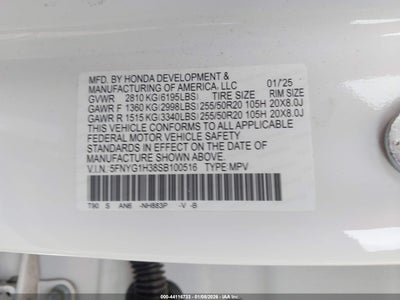 MFD. BY HONDA DEVELOPMENT &
MANUFACTURING OF AMERICA, LLC 01/'25
GVWR 2810 KG(6195LBS) TIRE SIZE RIM SIZE
GAWR F 1360 KG(2998LBS) 255/50R20 105H 20X8.0J
GAWR R 1515 KG(3340LBS) 255/50R20 105H 20X8.0J
THIS VEHICLE CONFORMS TO ALL APPLICABLE
FEDERAL MOTOR VEHICLE SAFETY
STANDARDS IN EFFECT ON THE DATE OF
MANUFACTURE SHOWN ABOVE.
V.I.N.:5FNYG1H38SB100516 TYPE:MPV
T90 S AN6 -NH883P -V -B
000-44116733 - 01/08/2026 - IAA Inc.